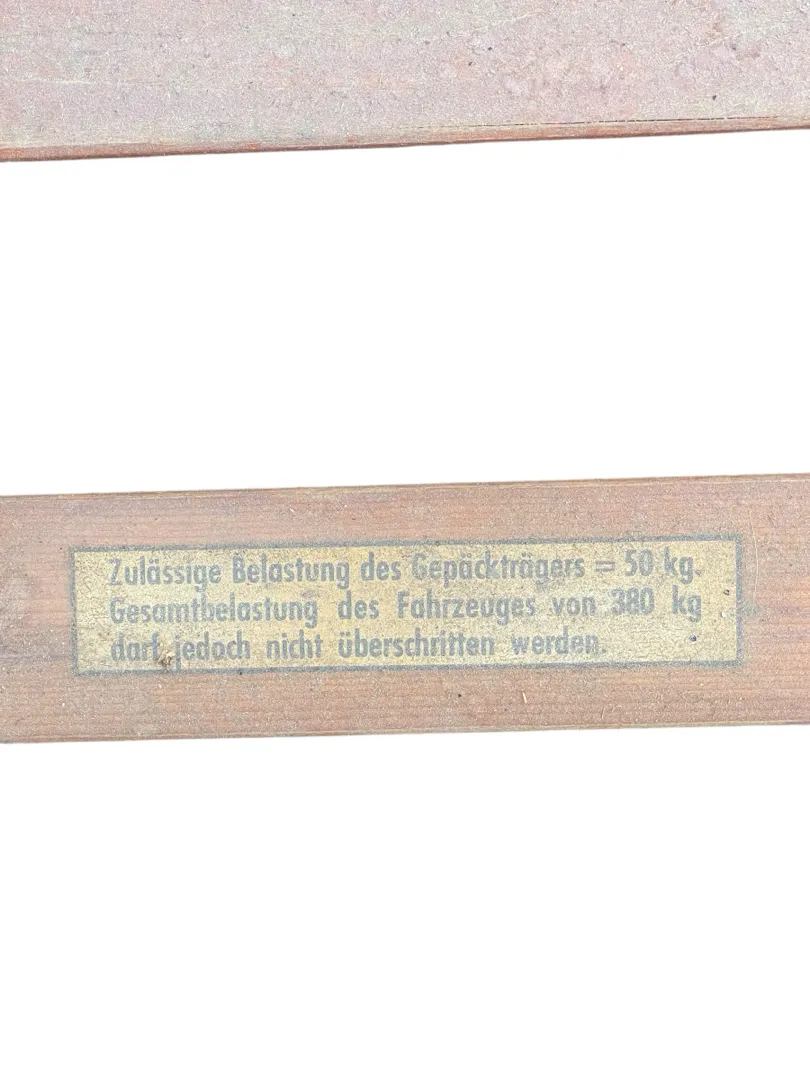 Zulässige Belastung des Gepäckträgers = 50 kg.
Gesamtbelastung des Fahrzeuges von 380 kg
darf jedoch nicht überschritten werden.